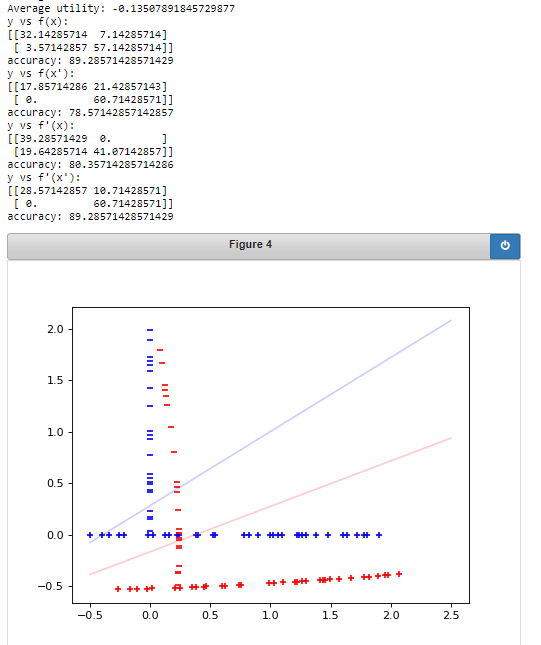 Average utility: -0.13507891845729877
y vs f(x):
[[32.14285714 7.14285714]
[ 3.57142857 57.14285714]]
accuracy: 89.28571428571429
y vs f(x'):
[[17.85714286 21.42857143]
[ 0. 60.71428571]]
accuracy: 78.57142857142857
y vs f'(x):
[[39.28571429 0. ]
[19.64285714 41.07142857]]
accuracy: 80.35714285714286
y vs f'(x'):
[[28.57142857 10.71428571]
[ 0. 60.71428571]]
accuracy: 89.28571428571429
Figure 4
2.0
1.5
1.0
0.5
0.0
−0.5
−0.5 0.0 0.5 1.0 1.5 2.0 2.5